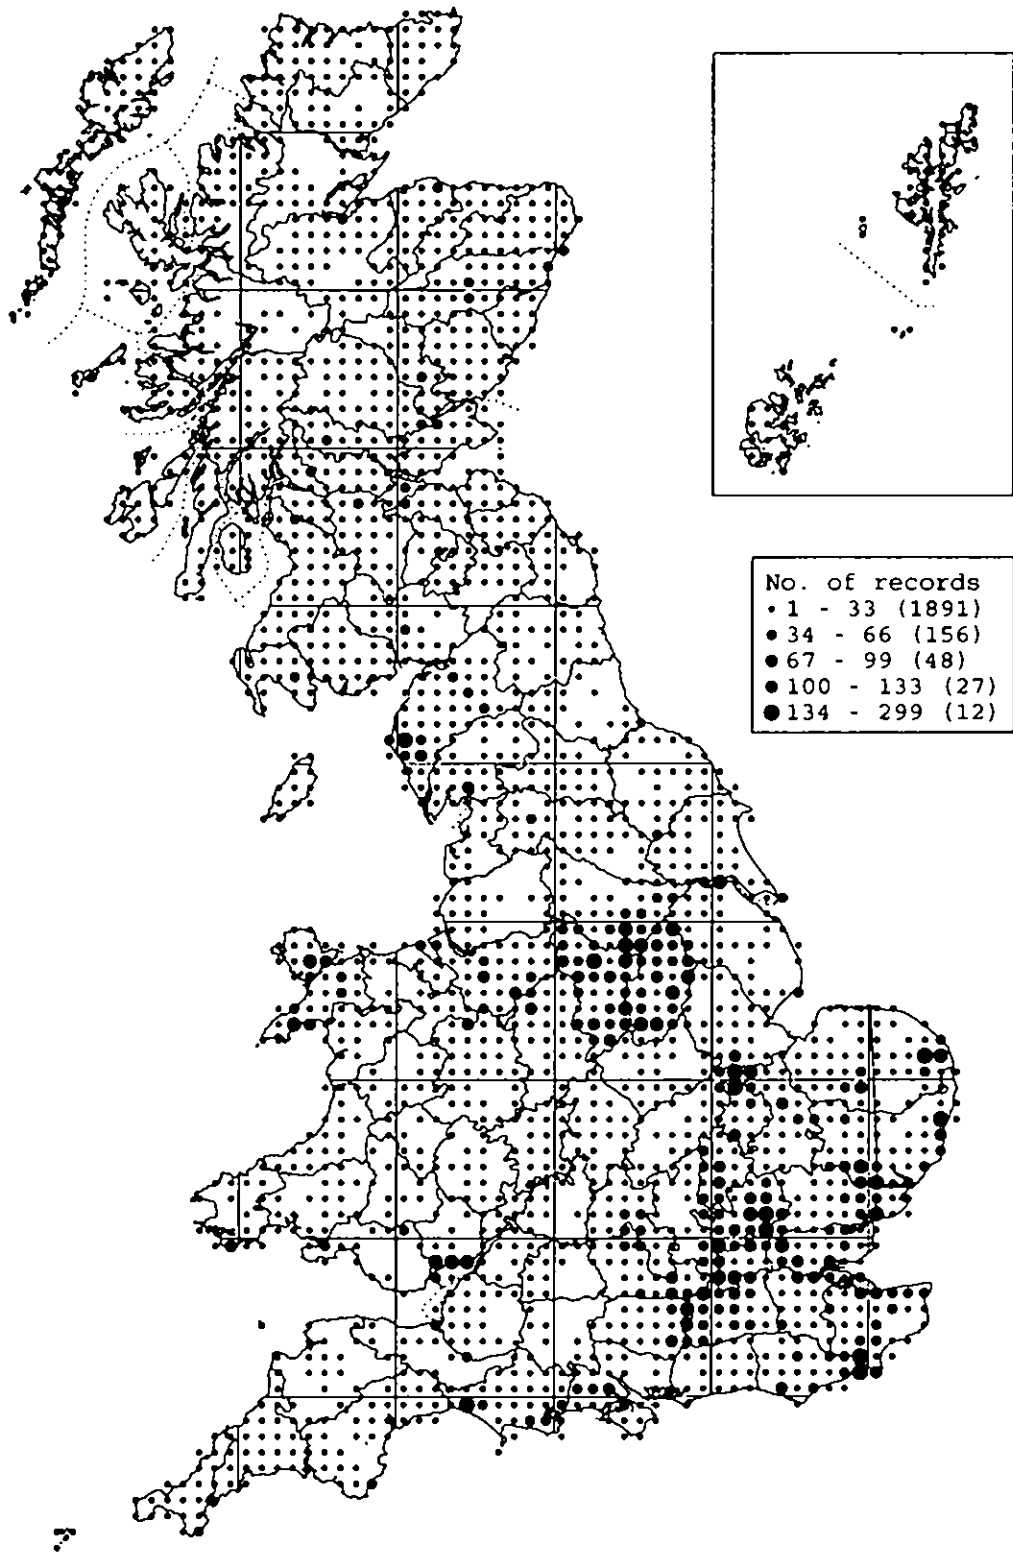 No. of records
1 - 33 (1891)
34 - 66 (156)
67 - 99 (48)
100 - 133 (27)
134 - 299 (12)